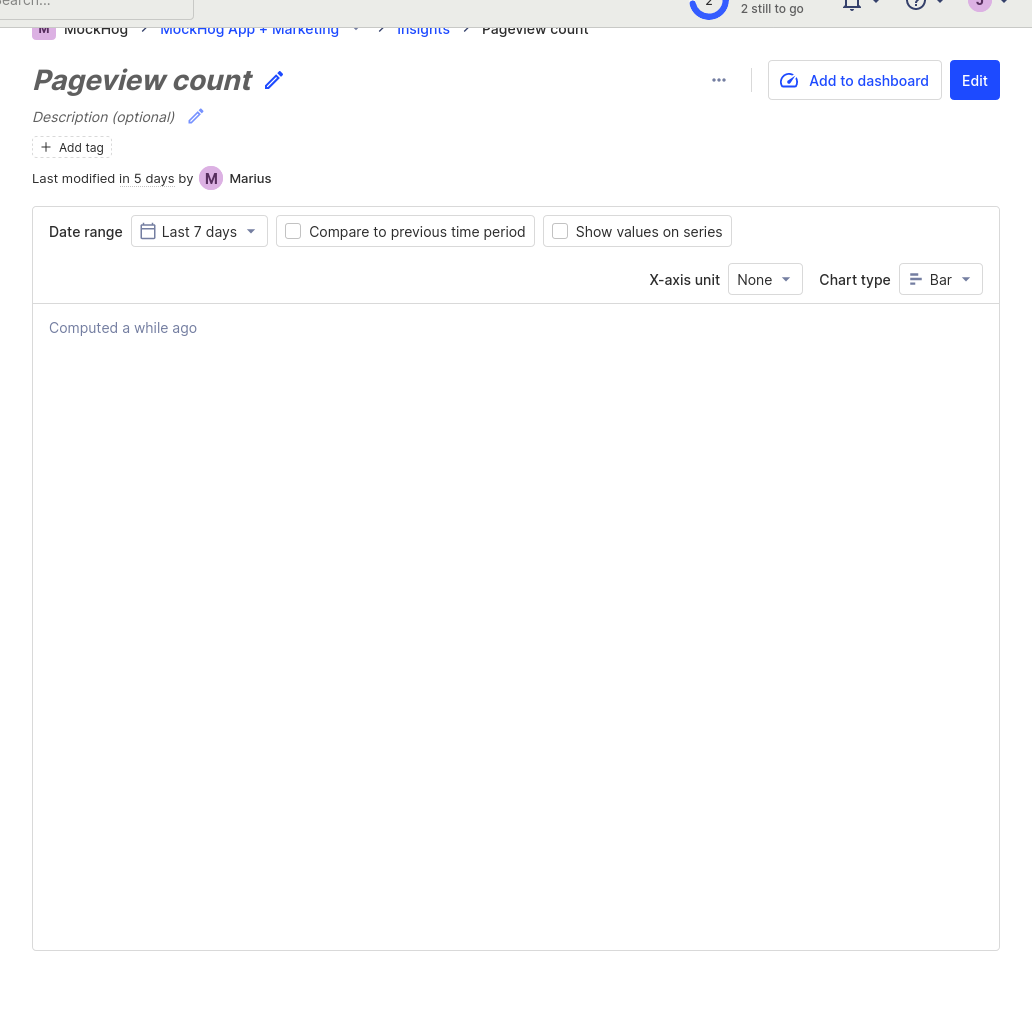 Search...
2
2 still to go
M MockHog MockHog App + Marketing Insights Pageview count
J
Pageview count
Add to dashboard
Edit
Description (optional)
Add tag
Last modified in 5 days by M Marius
Date range Last 7 days Compare to previous time period Show values on series
X-axis unit None Chart type Bar
Computed a while ago